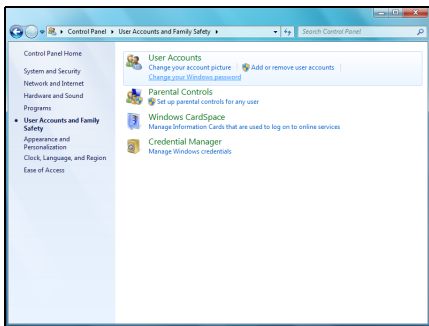 Control Panel ▸ User Accounts and Family Safety ▸
Search Control Panel
Control Panel Home
System and Security
Network and Internet
Hardware and Sound
Programs
User Accounts and Family
Safety
Appearance and
Personalization
Clock, Language, and Region
Ease of Access
User Accounts
Change your account picture
Add or remove user accounts
Change your Windows password
Parental Controls
Set up parental controls for any user
Windows CardSpace
Manage Information Cards that are used to log on to online services
Credential Manager
Manage Windows credentials